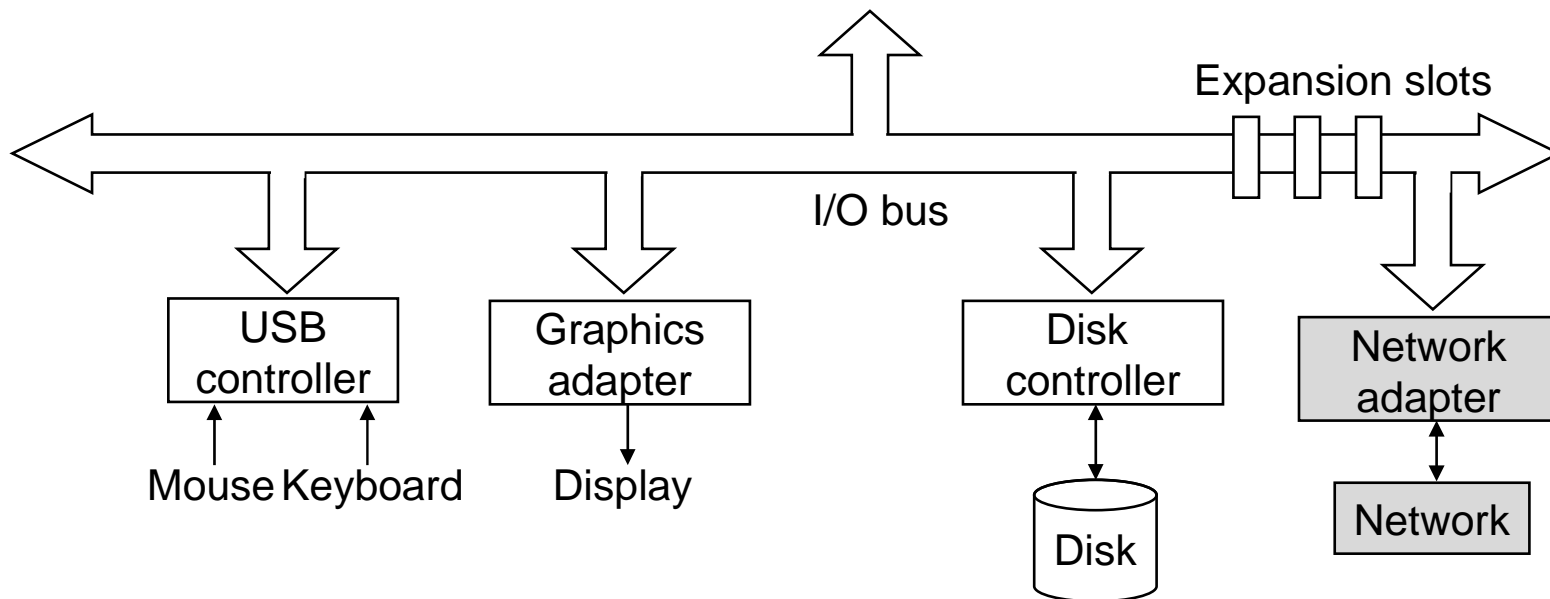 Expansion slots
I/O bus
USB
controller
Graphics
adapter
Disk
controller
Network
adapter
Mouse
Keyboard
Display
Disk
Network